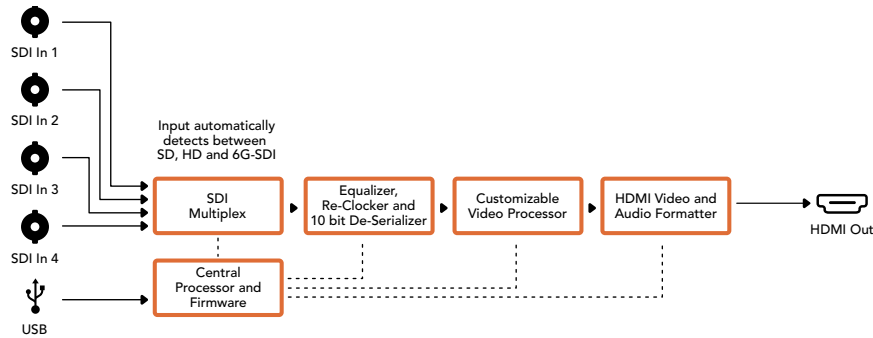 SDI In 1
SDI In 2
SDI In 3
SDI In 4
USB
Input automatically
detects between
SD, HD and 6G-SDI
SDI
Multiplex
Equalizer,
Re-Clocker and
10 bit De-Serializer
Customizable
Video Processor
HDMI Video and
Audio Formatter
HDMI Out
Central
Processor and
Firmware